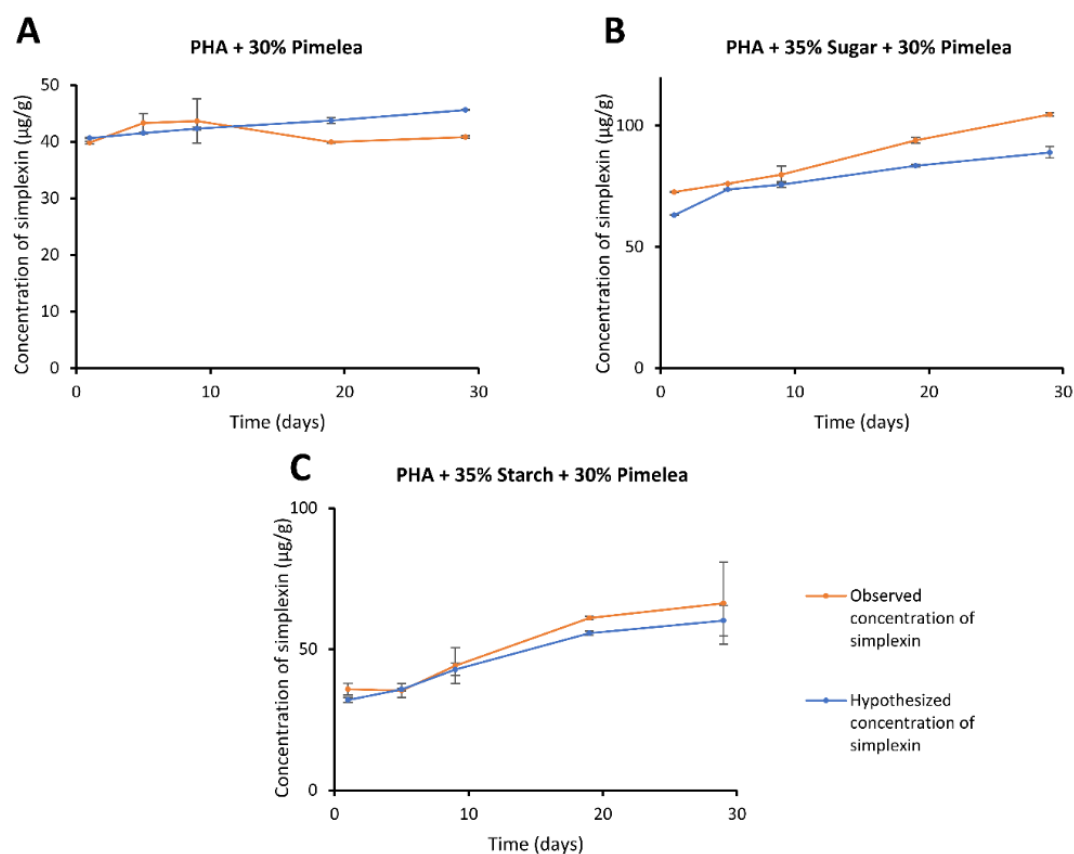 A
PHA + 30% Pimelea
Concentration of simplexin (µg/g)
50
40
30
20
10
0
0 10 20 30
Time (days)
B
PHA + 35% Sugar + 30% Pimelea
Concentration of simplexin (µg/g)
100
50
0
0 10 20 30
Time (days)
C
PHA + 35% Starch + 30% Pimelea
Concentration of simplexin (µg/g)
100
50
0
0 10 20 30
Time (days)
Observed
concentration of
simplexin
Hypothesized
concentration of
simplexin